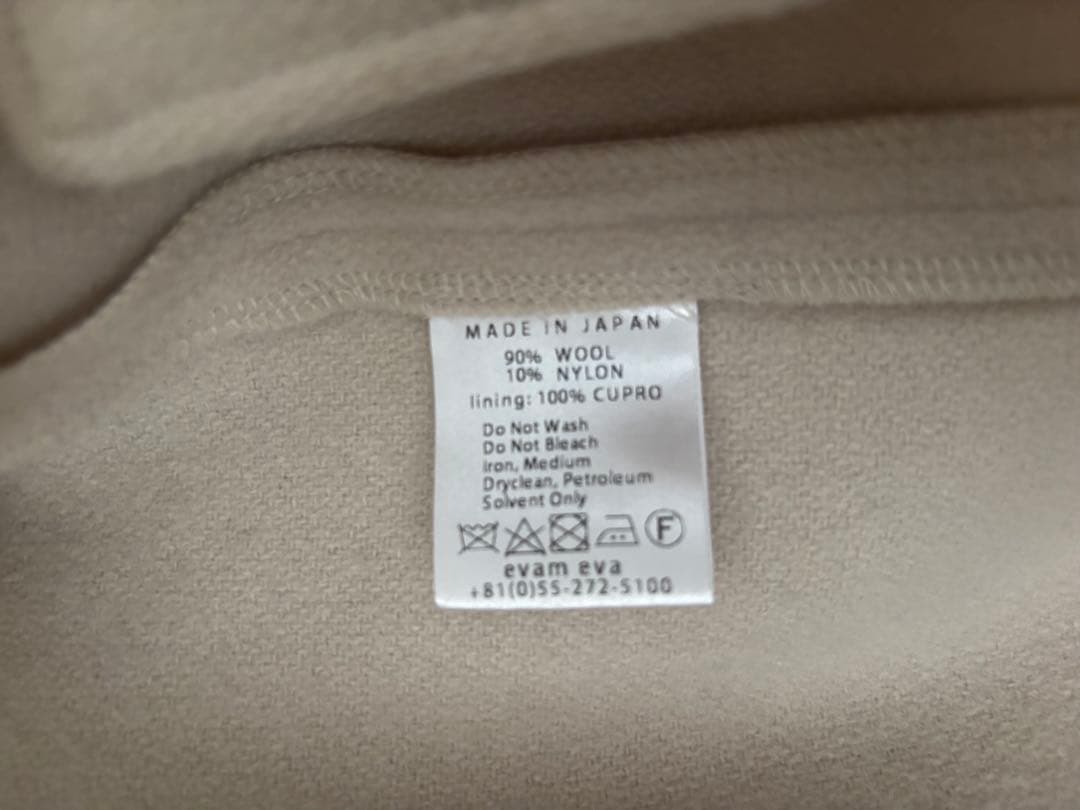 MADE IN JAPAN
90% WOOL
10% NYLON
lining: 100% CUPRO
Do Not Wash
Do Not Bleach
Iron, Medium
Dryclean, Petroleum
Solvent Only
F
evam eva
+81(0)55-272-5100